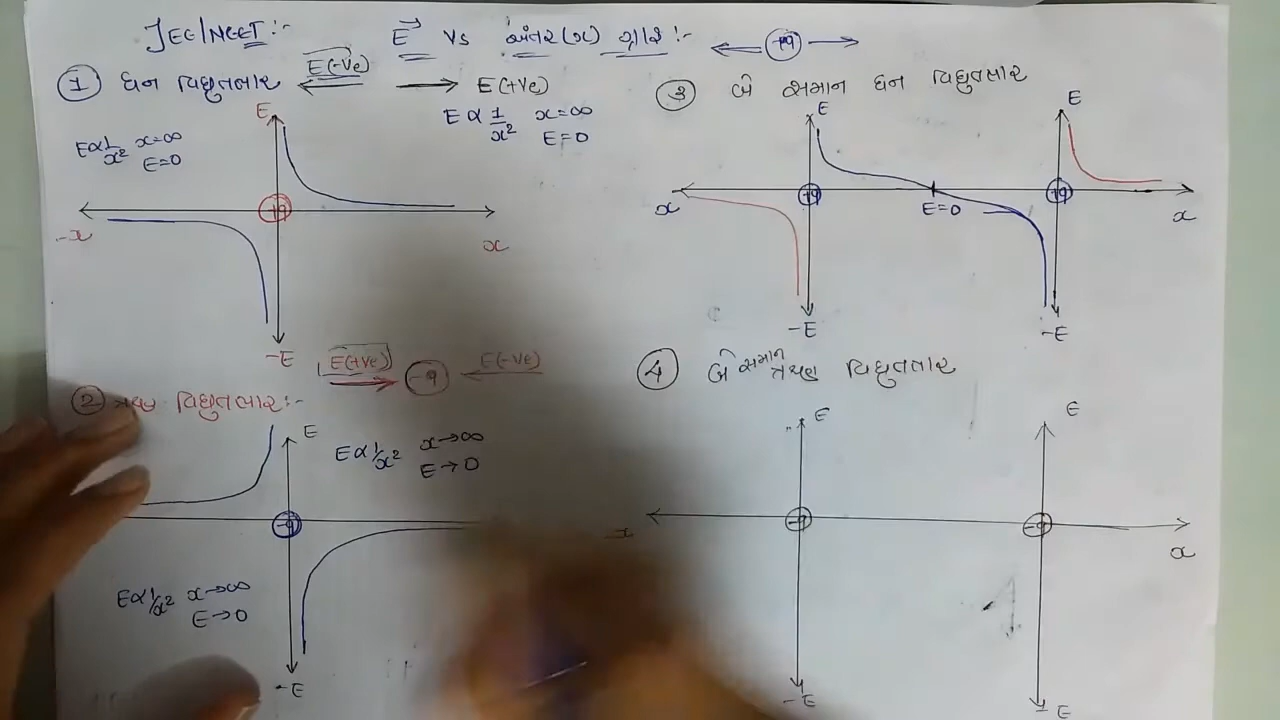 JEE/NEET :-
E⃗ Vs અંતર(x) ગ્રાફ :-
← +q →
1 ધન વિદ્યુતભાર
E(-ve)
E(+ve)
E∝1/x² x=∞
E=0
E∝1/x² x=∞
E=0
E
+q
-x
x
-E
2 વિદ્યુતભાર:-
E(+ve)
-q
E(-ve)
E
E∝1/x² x→∞
E→0
-q
E∝1/x² x→∞
E→0
-E
3 બે સમાન ધન વિદ્યુતભાર
E
E
+q
+q
x
E=0
x
-E
-E
4 બે સમાન ઋણ વિદ્યુતભાર
E
E
-q
-q
x
x
-E
-E